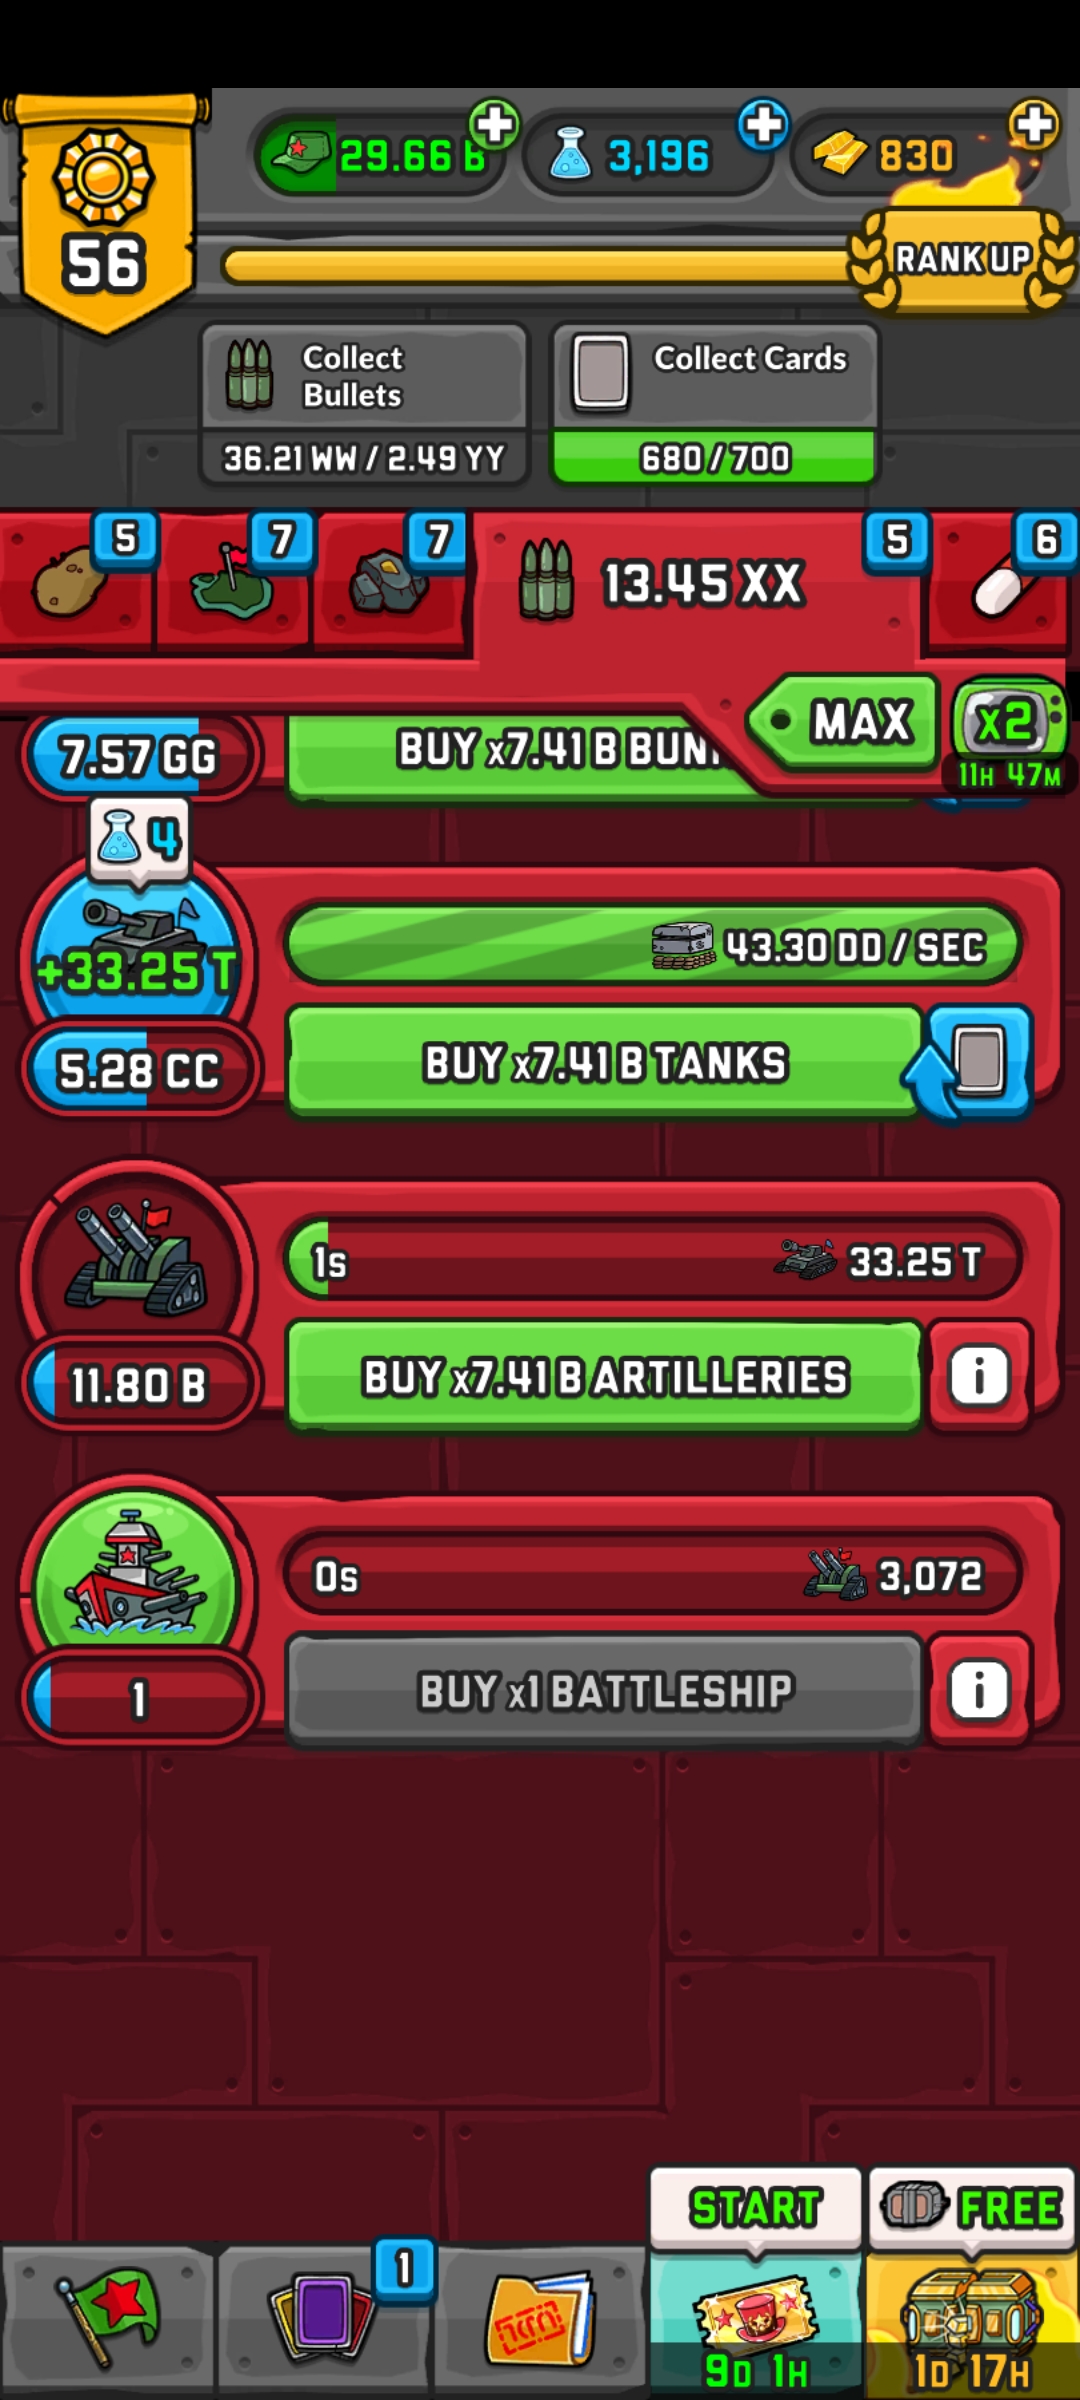 56
29.66 B
3,196
830
RANK UP
Collect
Bullets
36.21 WW / 2.49 YY
Collect Cards
680 / 700
5
7
7
13.45 XX
5
6
MAX
x2
11H 47M
7.57 GG
BUY x7.41 B BUN
4
+33.25 T
43.30 DD / SEC
5.28 CC
BUY x7.41 B TANKS
1s
33.25 T
11.80 B
BUY x7.41 B ARTILLERIES
i
0s
3,072
1
BUY x1 BATTLESHIP
i
START
FREE
1
9D 1H
1D 17H